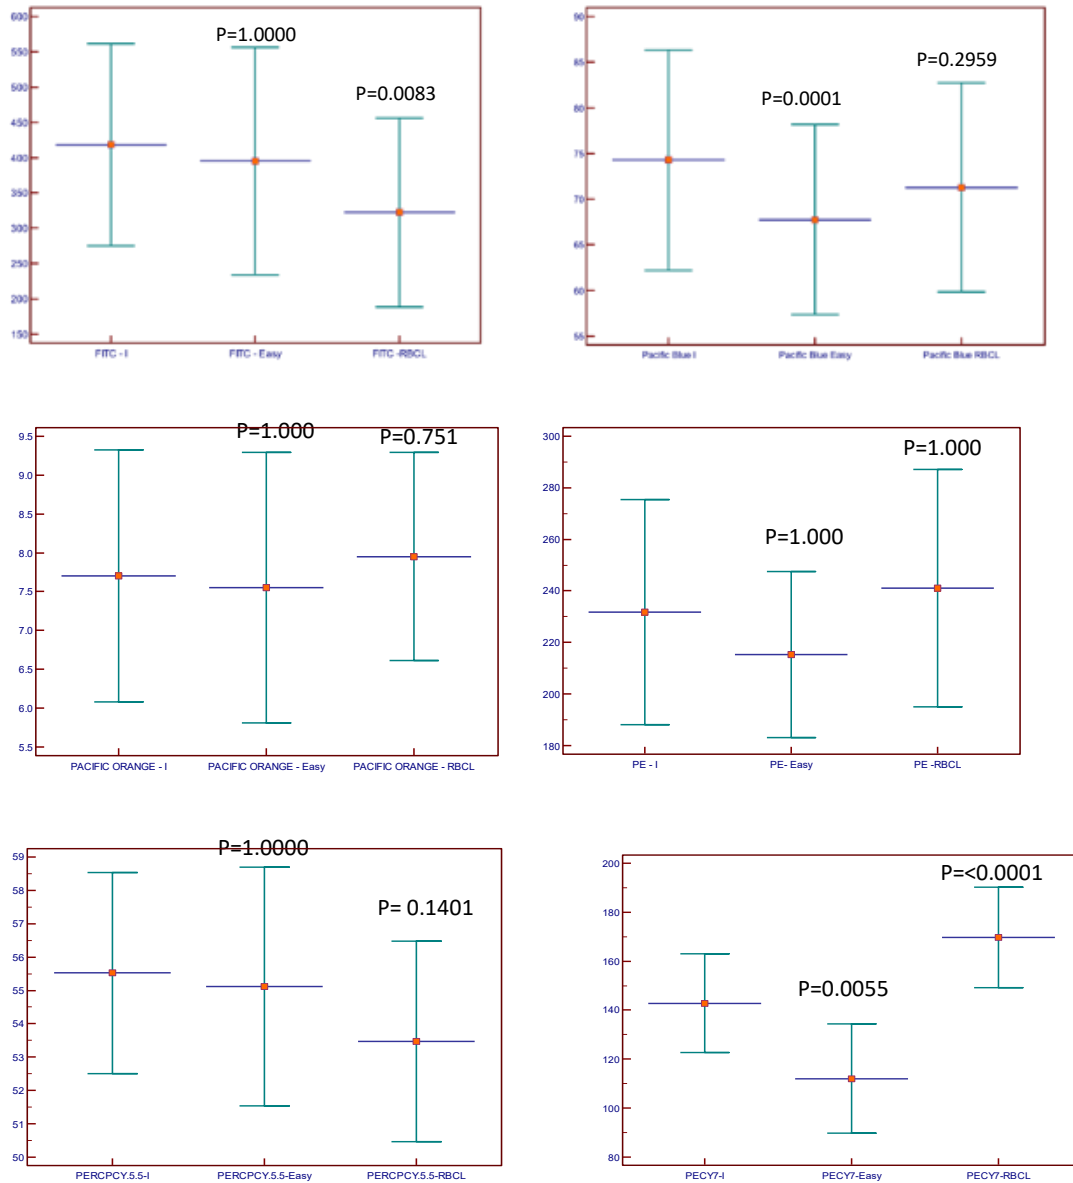 600
550
500
450
400
350
300
250
200
150
P=1.0000
P=0.0083
FITC - I
FITC - Easy
FITC -RBCL
90
85
80
75
70
65
60
55
P=0.0001
P=0.2959
Pacific Blue I
Pacific Blue Easy
Pacific Blue RBCL
9.5
9.0
8.5
8.0
7.5
7.0
6.5
6.0
5.5
P=1.000
P=0.751
PACIFIC ORANGE - I
PACIFIC ORANGE - Easy
PACIFIC ORANGE - RBCL
300
280
260
240
220
200
180
P=1.000
P=1.000
PE - I
PE- Easy
PE -RBCL
59
58
57
56
55
54
53
52
51
50
P=1.0000
P= 0.1401
PERCPCY.5.5-I
PERCPCY.5.5-Easy
PERCPCY.5.5-RBCL
200
180
160
140
120
100
80
P=0.0055
P=<0.0001
PECY7-I
PECY7-Easy
PECY7-RBCL